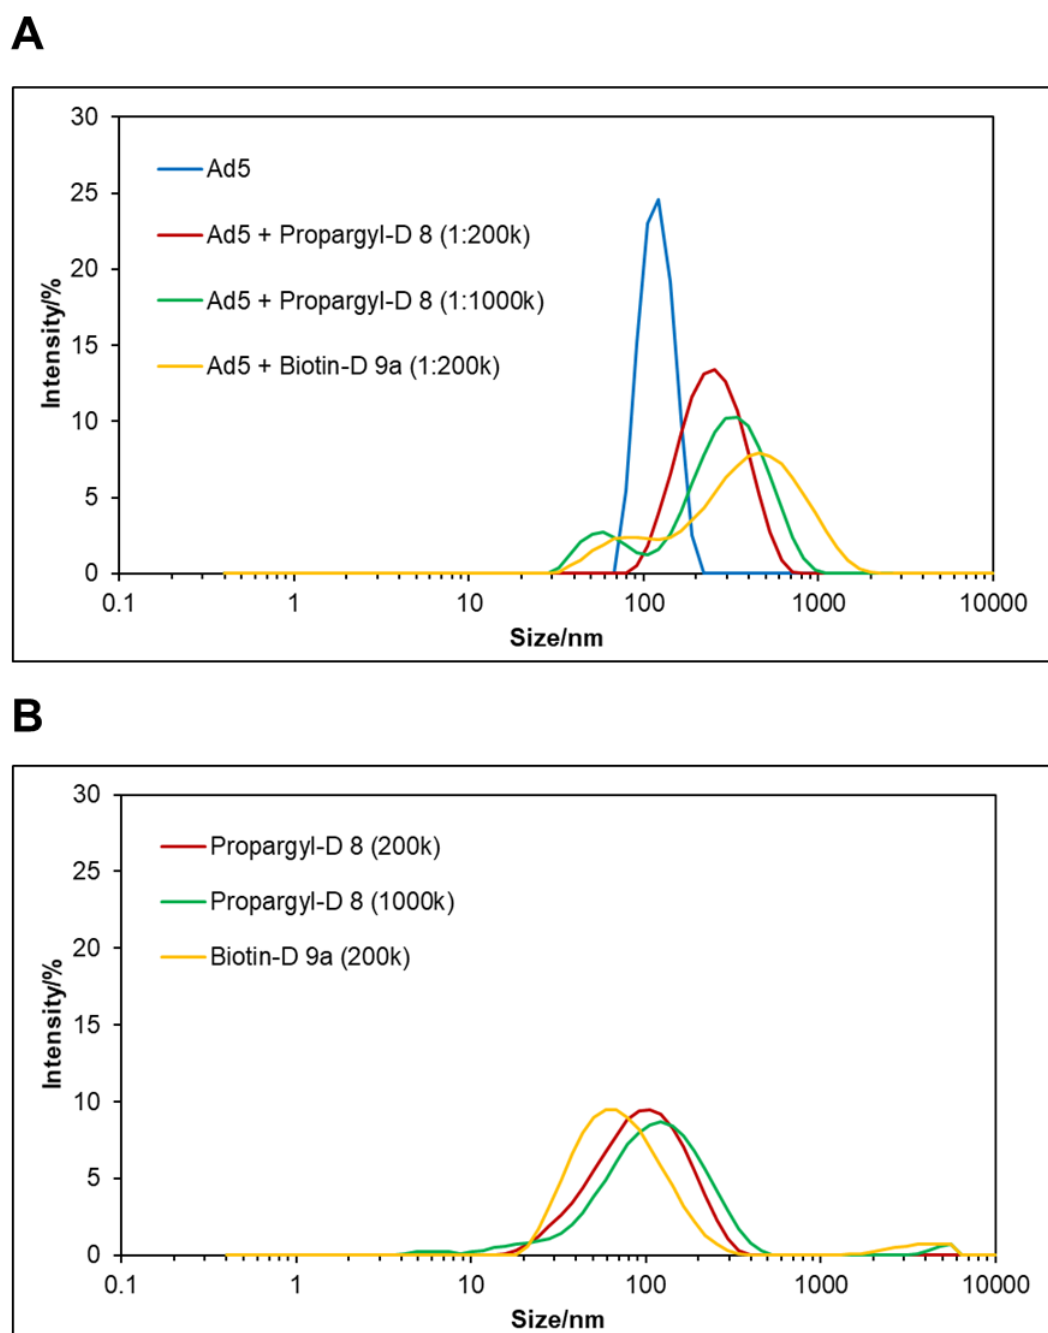 A
30
Ad5
25
Ad5 + Propargyl-D 8 (1:200k)
20
Ad5 + Propargyl-D 8 (1:1000k)
15
Ad5 + Biotin-D 9a (1:200k)
Intensity/%
10
5
0
0.1 1 10 100 1000 10000
Size/nm
B
30
Propargyl-D 8 (200k)
25
Propargyl-D 8 (1000k)
20
Biotin-D 9a (200k)
15
Intensity/%
10
5
0
0.1 1 10 100 1000 10000
Size/nm